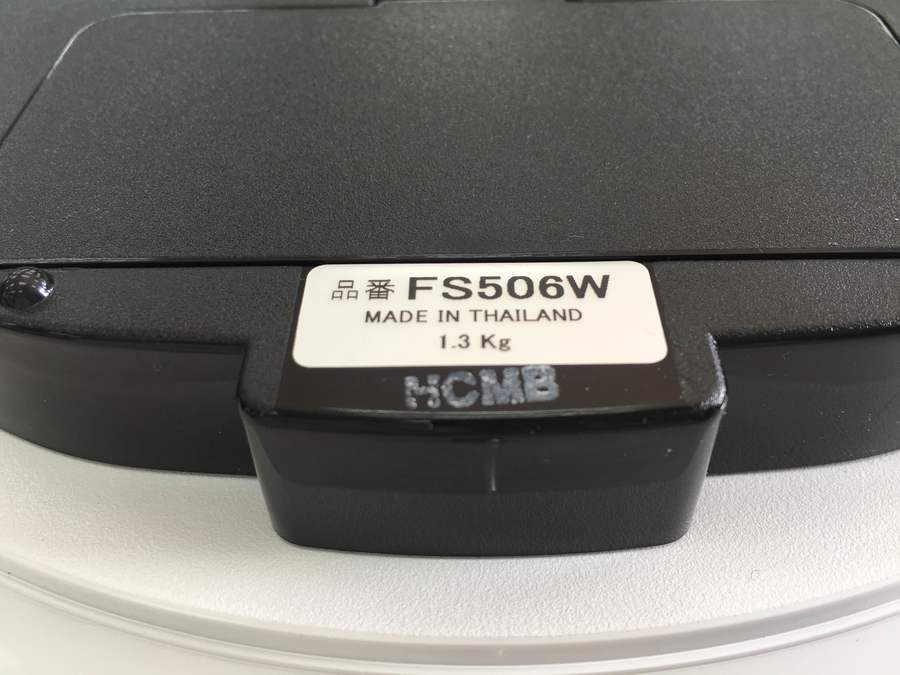 品番 FS506W
MADE IN THAILAND
1.3 Kg
HCMB